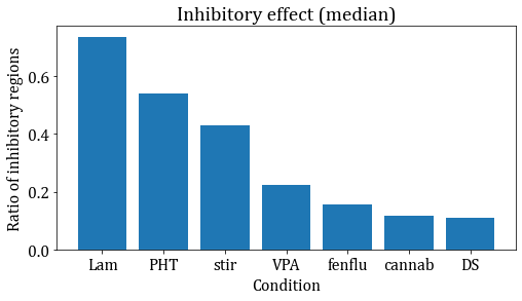 Inhibitory effect (median)
Ratio of inhibitory regions
0.6
0.4
0.2
0.0
Lam PHT stir VPA fenflu cannab DS
Condition